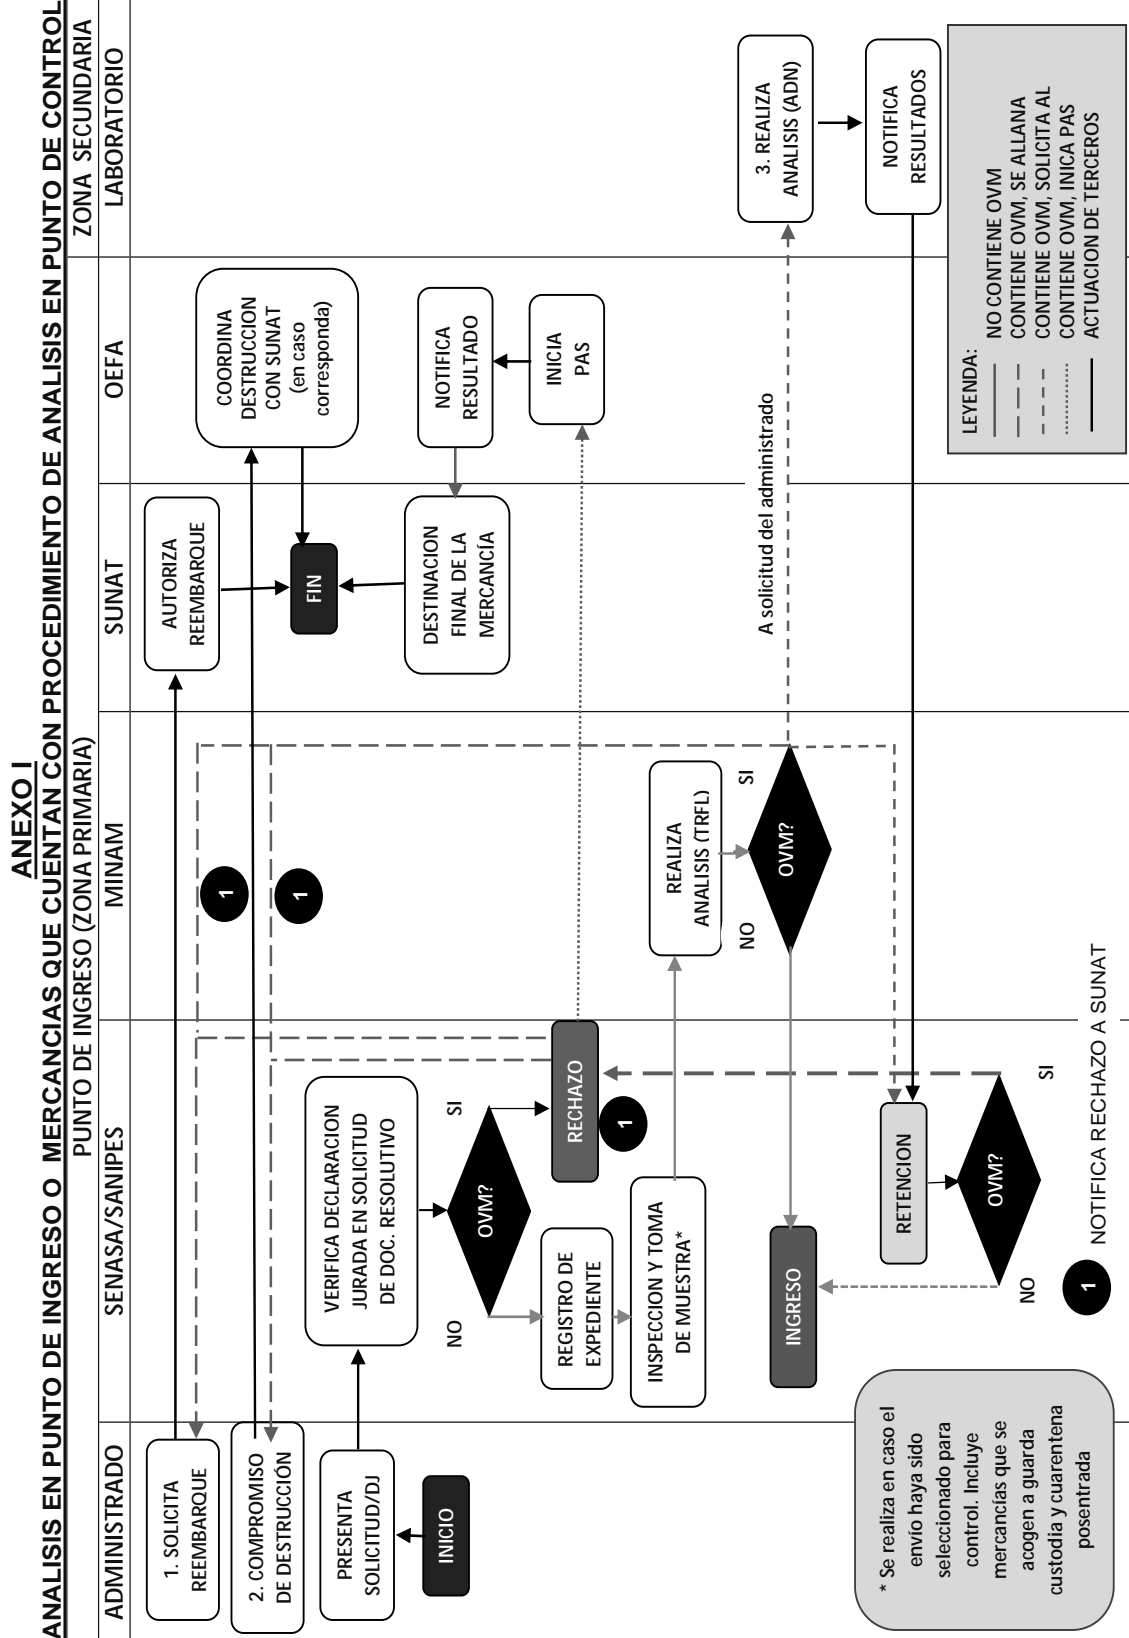 ANEXO I
ANALISIS EN PUNTO DE INGRESO O MERCANCIAS QUE CUENTAN CON PROCEDIMIENTO DE ANALISIS EN PUNTO DE CONTROL
PUNTO DE INGRESO (ZONA PRIMARIA)
ZONA SECUNDARIA
ADMINISTRADO
SENASA/SANIPES
MINAM
SUNAT
OEFA
LABORATORIO
1. SOLICITA
REEMBARQUE
2. COMPROMISO
DE DESTRUCCIÓN
PRESENTA
SOLICITUD/DJ
INICIO
VERIFICA DECLARACION
JURADA EN SOLICITUD
DE DOC. RESOLUTIVO
OVM?
SI
NO
REGISTRO DE
EXPEDIENTE
INSPECCION Y TOMA
DE MUESTRA*
RECHAZO
1
INGRESO
RETENCION
OVM?
SI
NO
1
NOTIFICA RECHAZO A SUNAT
1
1
REALIZA
ANALISIS (TRFL)
OVM?
SI
NO
AUTORIZA
REEMBARQUE
FIN
DESTINACION
FINAL DE LA
MERCANCÍA
A solicitud del administrado
COORDINA
DESTRUCCION
CON SUNAT
(en caso
corresponda)
NOTIFICA
RESULTADO
INICIA
PAS
3. REALIZA
ANALISIS (ADN)
NOTIFICA
RESULTADOS
* Se realiza en caso el
envío haya sido
seleccionado para
control. Incluye
mercancías que se
acogen a guarda
custodia y cuarentena
posentrada
LEYENDA:
NO CONTIENE OVM
CONTIENE OVM, SE ALLANA
CONTIENE OVM, SOLICITA AL
CONTIENE OVM, INICA PAS
ACTUACION DE TERCEROS